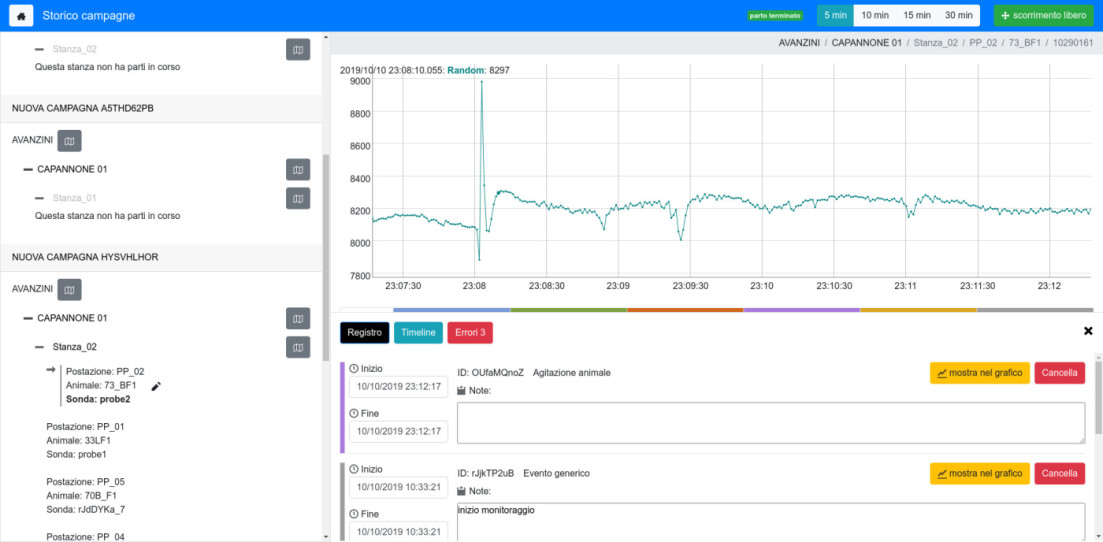 Storico campagne
parto terminato
5 min
10 min
15 min
30 min
scorrimento libero
Stanza_02
Questa stanza non ha parti in corso
NUOVA CAMPAGNA A5THD62PB
AVANZINI
CAPANNONE 01
Stanza_01
Questa stanza non ha parti in corso
NUOVA CAMPAGNA HYSVHLHOR
AVANZINI
CAPANNONE 01
Stanza_02
Postazione: PP_02
Animale: 73_BF1
Sonda: probe2
Postazione: PP_01
Animale: 33LF1
Sonda: probe1
Postazione: PP_05
Animale: 70B_F1
Sonda: rJdDYKa_7
Postazione: PP_04
AVANZINI / CAPANNONE 01 / Stanza_02 / PP_02 / 73_BF1 / 10290161
2019/10/10 23:08:10.055: Random: 8297
9000
8800
8600
8400
8200
8000
7800
23:07:30
23:08
23:08:30
23:09
23:09:30
23:10
23:10:30
23:11
23:11:30
23:12
Registro
Timeline
Errori 3
Inizio
10/10/2019 23:12:17
Fine
10/10/2019 23:12:17
ID: OUfaMQnoZ Agitazione animale
Note:
mostra nel grafico
Cancella
Inizio
10/10/2019 10:33:21
Fine
10/10/2019 10:33:21
ID: rJjkTP2uB Evento generico
Note:
inizio monitoraggio
mostra nel grafico
Cancella